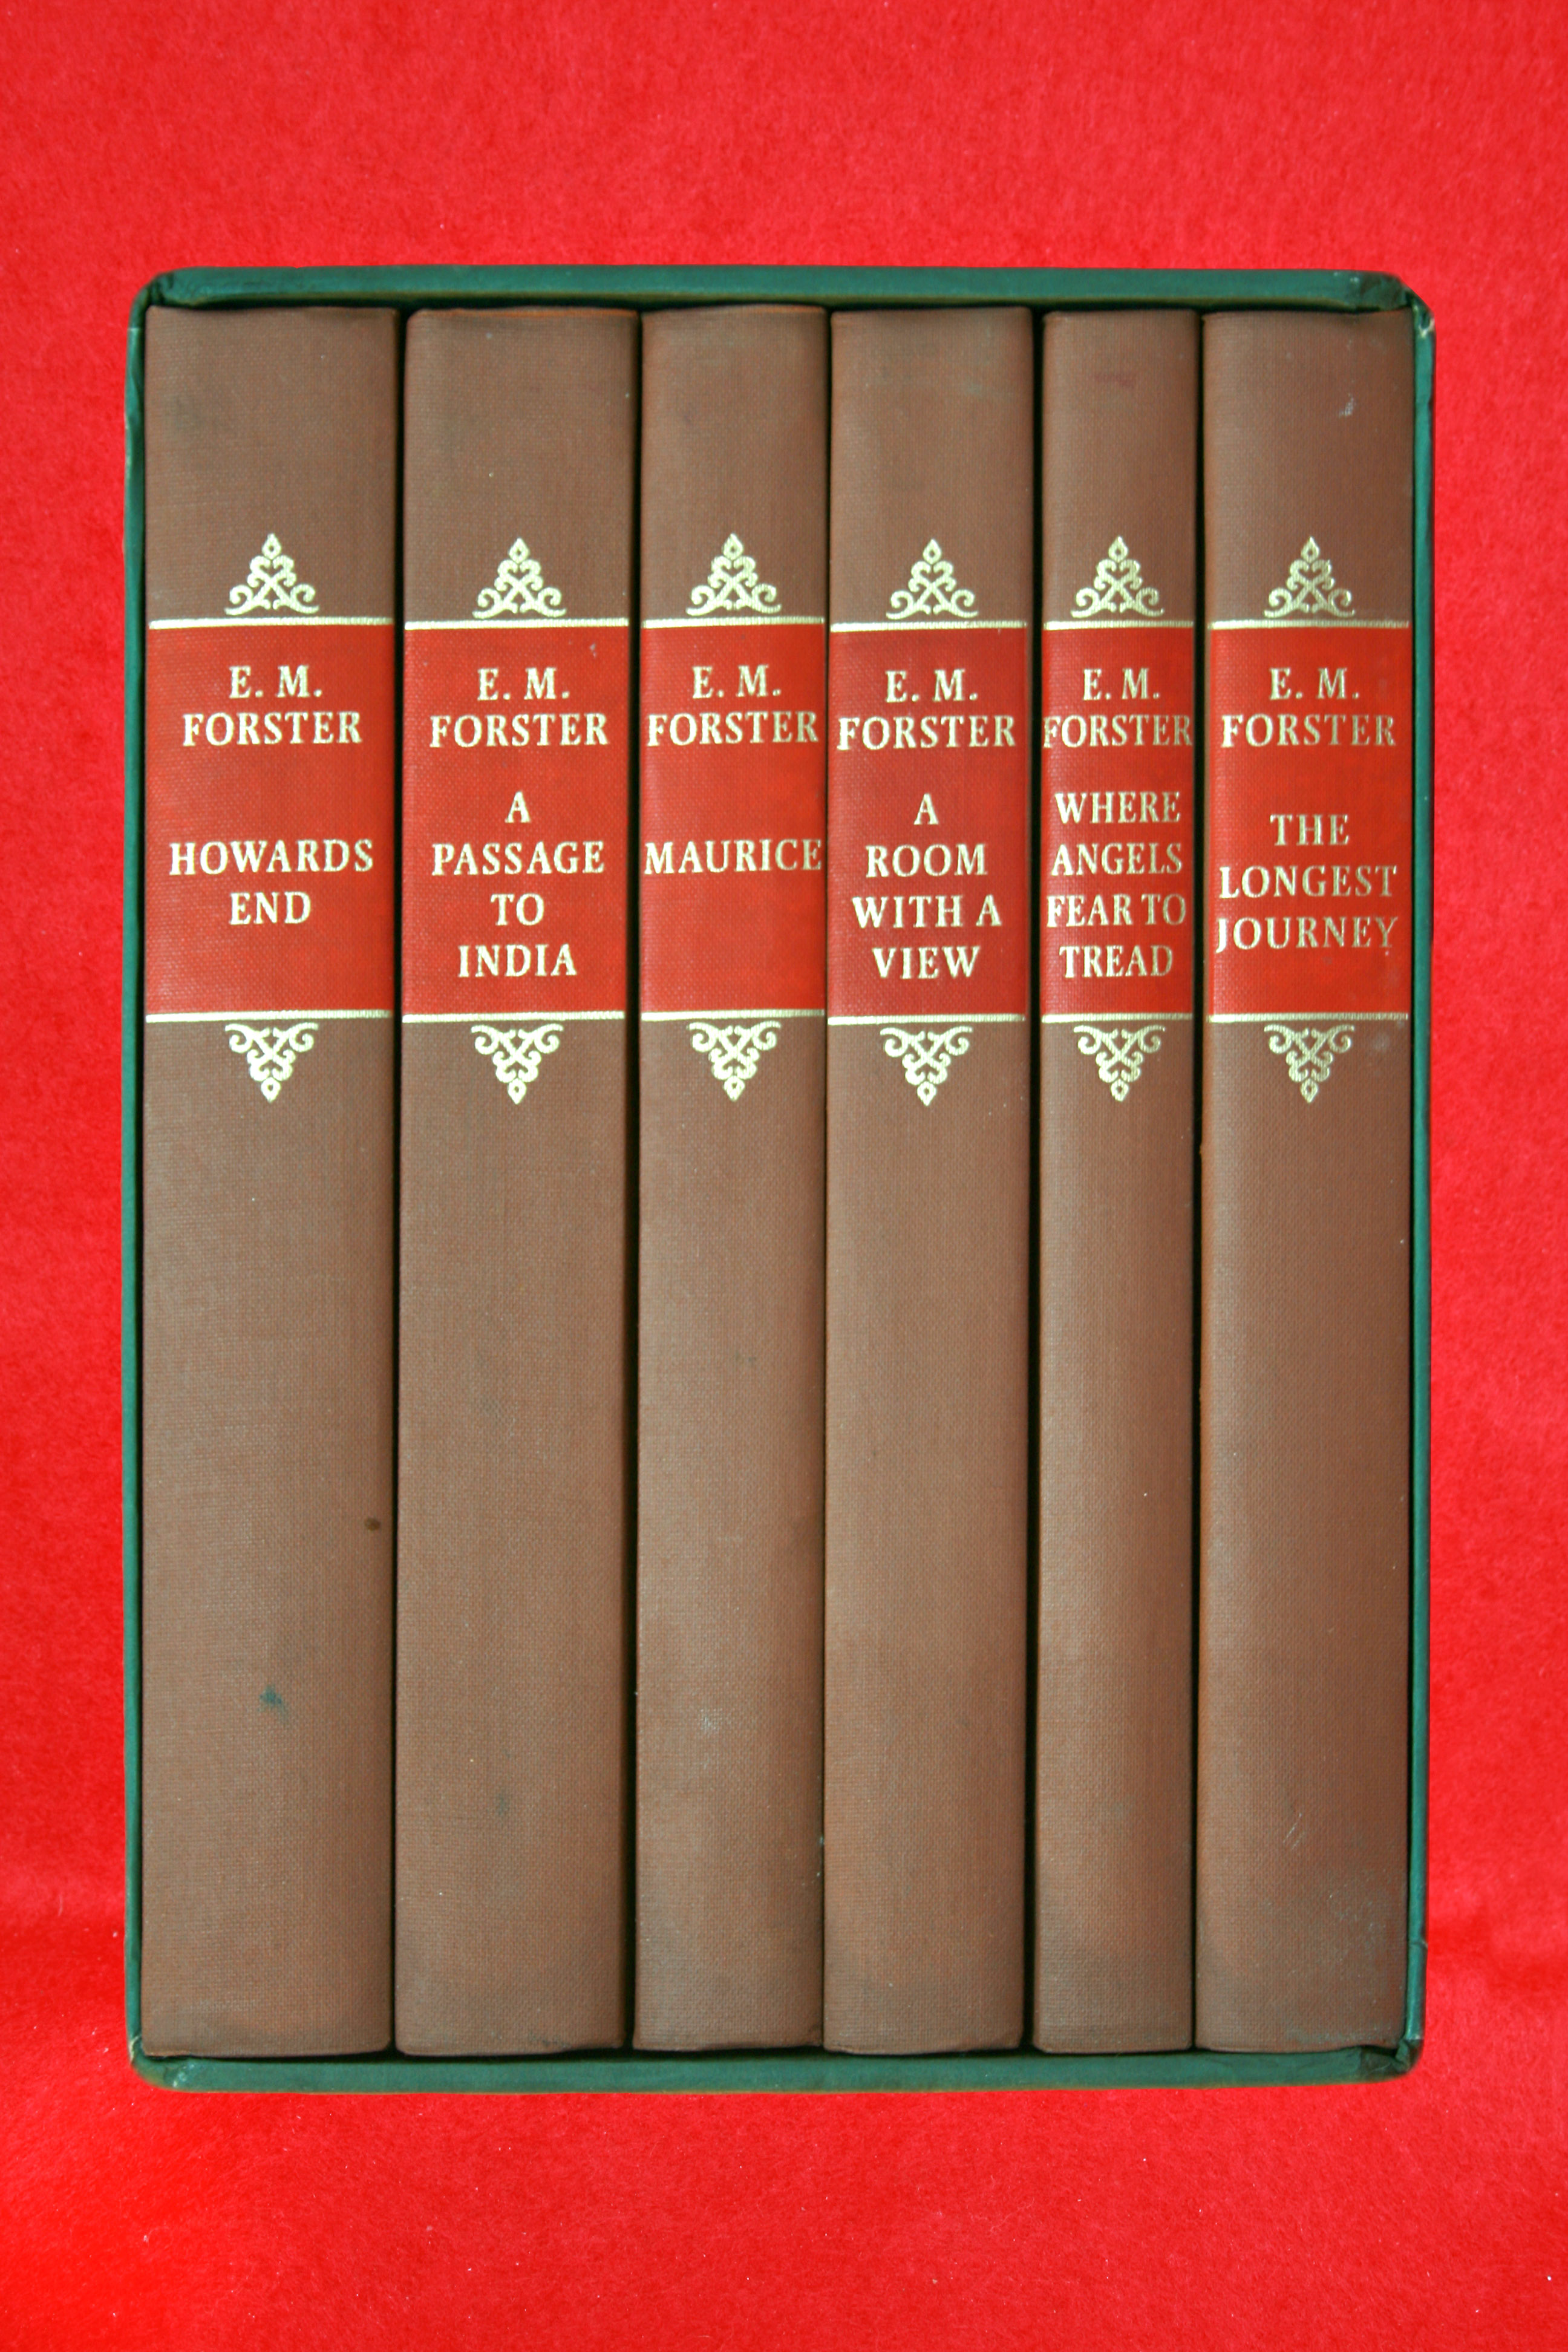 E. M.
FORSTER
HOWARDS
END
E. M.
FORSTER
A
PASSAGE
TO
INDIA
E. M.
FORSTER
MAURICE
E. M.
FORSTER
A
ROOM
WITH A
VIEW
E. M.
FORSTER
WHERE
ANGELS
FEAR TO
TREAD
E. M.
FORSTER
THE
LONGEST
JOURNEY